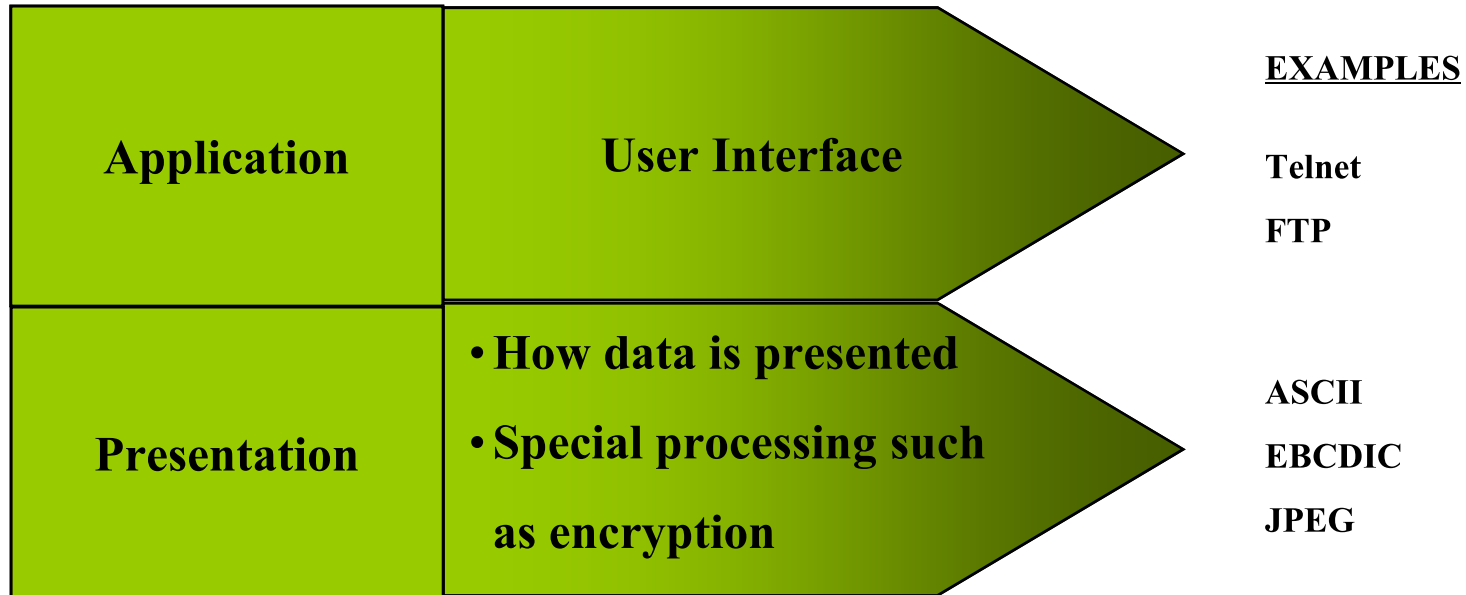 Application
User Interface
EXAMPLES
Telnet
FTP
Presentation
• How data is presented
• Special processing such
as encryption
ASCII
EBCDIC
JPEG